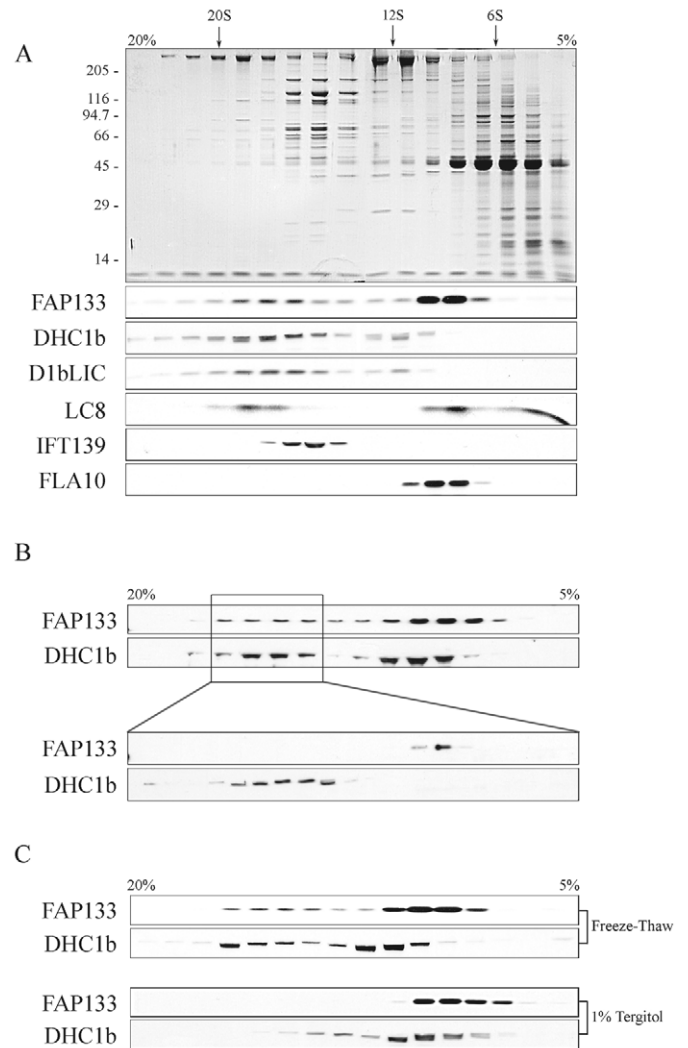 20S 12S 6S
A
20% 5%
205 -
116 -
94.7 -
66 -
45 -
29 -
14 -
FAP133
DHC1b
D1bLIC
LC8
IFT139
FLA10
B
20% 5%
FAP133
DHC1b
FAP133
DHC1b
C
20% 5%
FAP133
Freeze-Thaw
DHC1b
FAP133
1% Tergitol
DHC1b